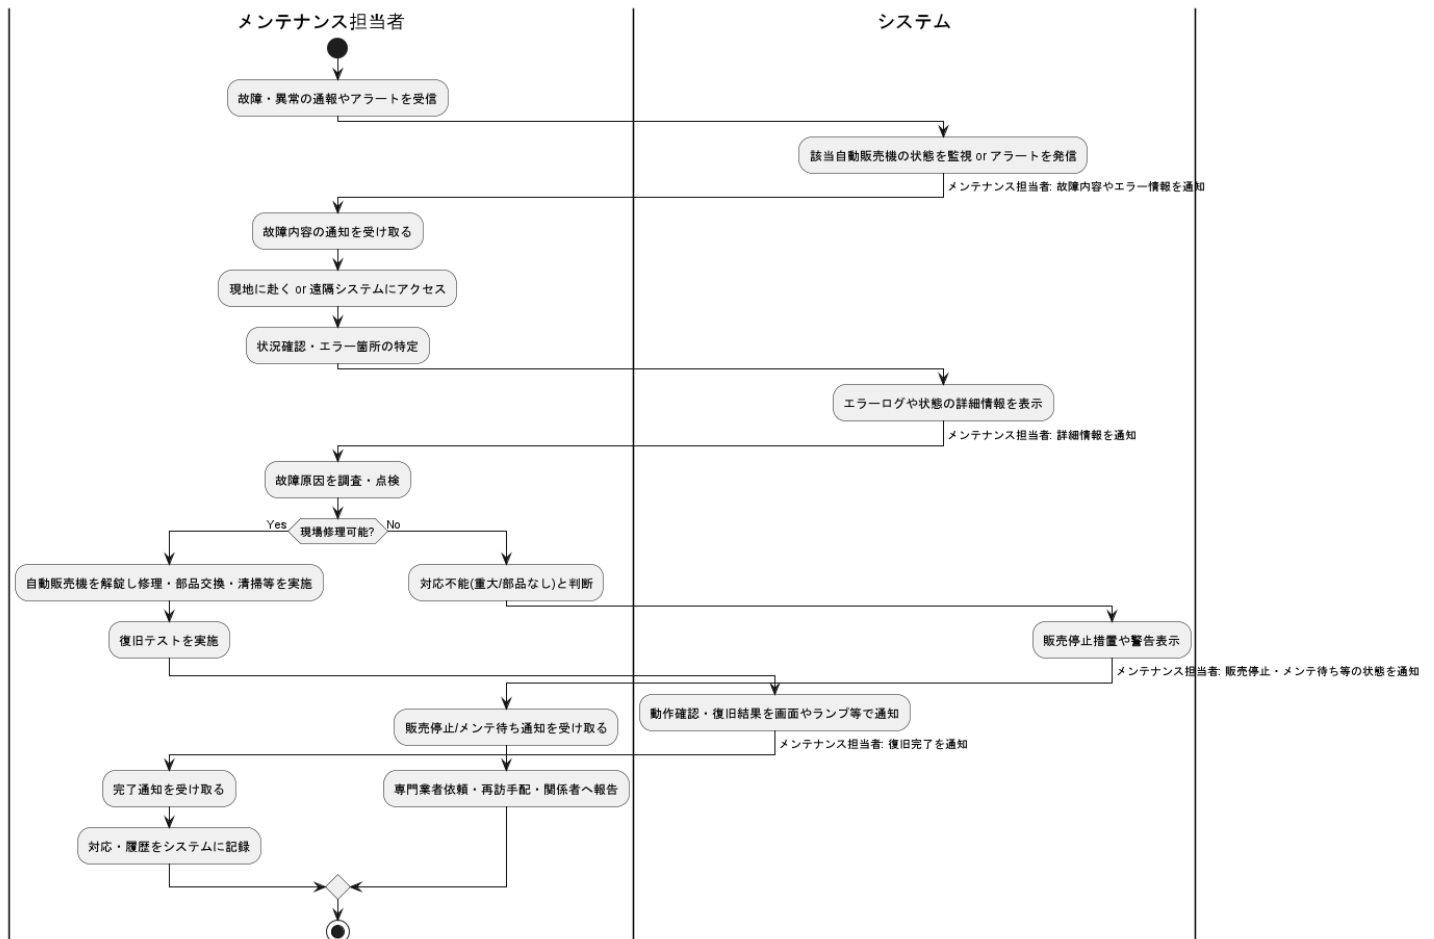 メンテナンス担当者
システム
故障・異常の通報やアラートを受信
該当自動販売機の状態を監視 or アラートを発信
メンテナンス担当者: 故障内容やエラー情報を通知
故障内容の通知を受け取る
現地に赴く or 遠隔システムにアクセス
状況確認・エラー箇所の特定
エラーログや状態の詳細情報を表示
メンテナンス担当者: 詳細情報を通知
故障原因を調査・点検
Yes
現場修理可能?
No
自動販売機を解錠し修理・部品交換・清掃等を実施
対応不能(重大/部品なし)と判断
復旧テストを実施
販売停止措置や警告表示
メンテナンス担当者: 販売停止・メンテ待ち等の状態を通知
動作確認・復旧結果を画面やランプ等で通知
販売停止/メンテ待ち通知を受け取る
メンテナンス担当者: 復旧完了を通知
完了通知を受け取る
専門業者依頼・再訪手配・関係者へ報告
対応・履歴をシステムに記録